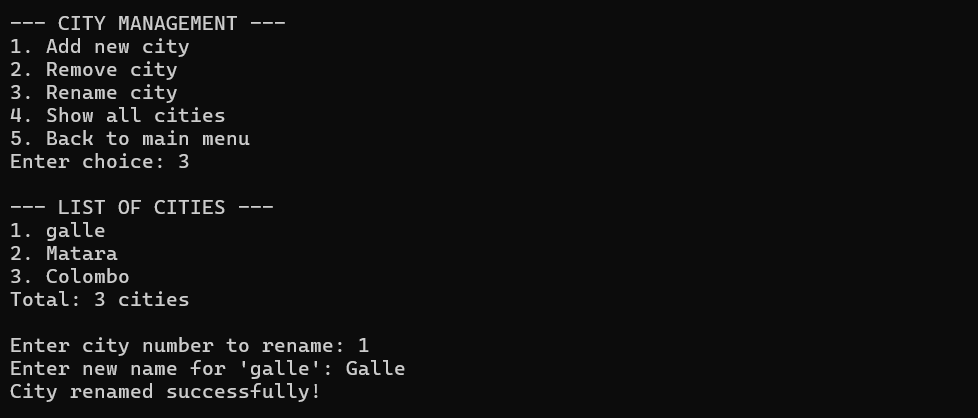 --- CITY MANAGEMENT ---
1. Add new city
2. Remove city
3. Rename city
4. Show all cities
5. Back to main menu
Enter choice: 3
--- LIST OF CITIES ---
1. galle
2. Matara
3. Colombo
Total: 3 cities
Enter city number to rename: 1
Enter new name for 'galle': Galle
City renamed successfully!